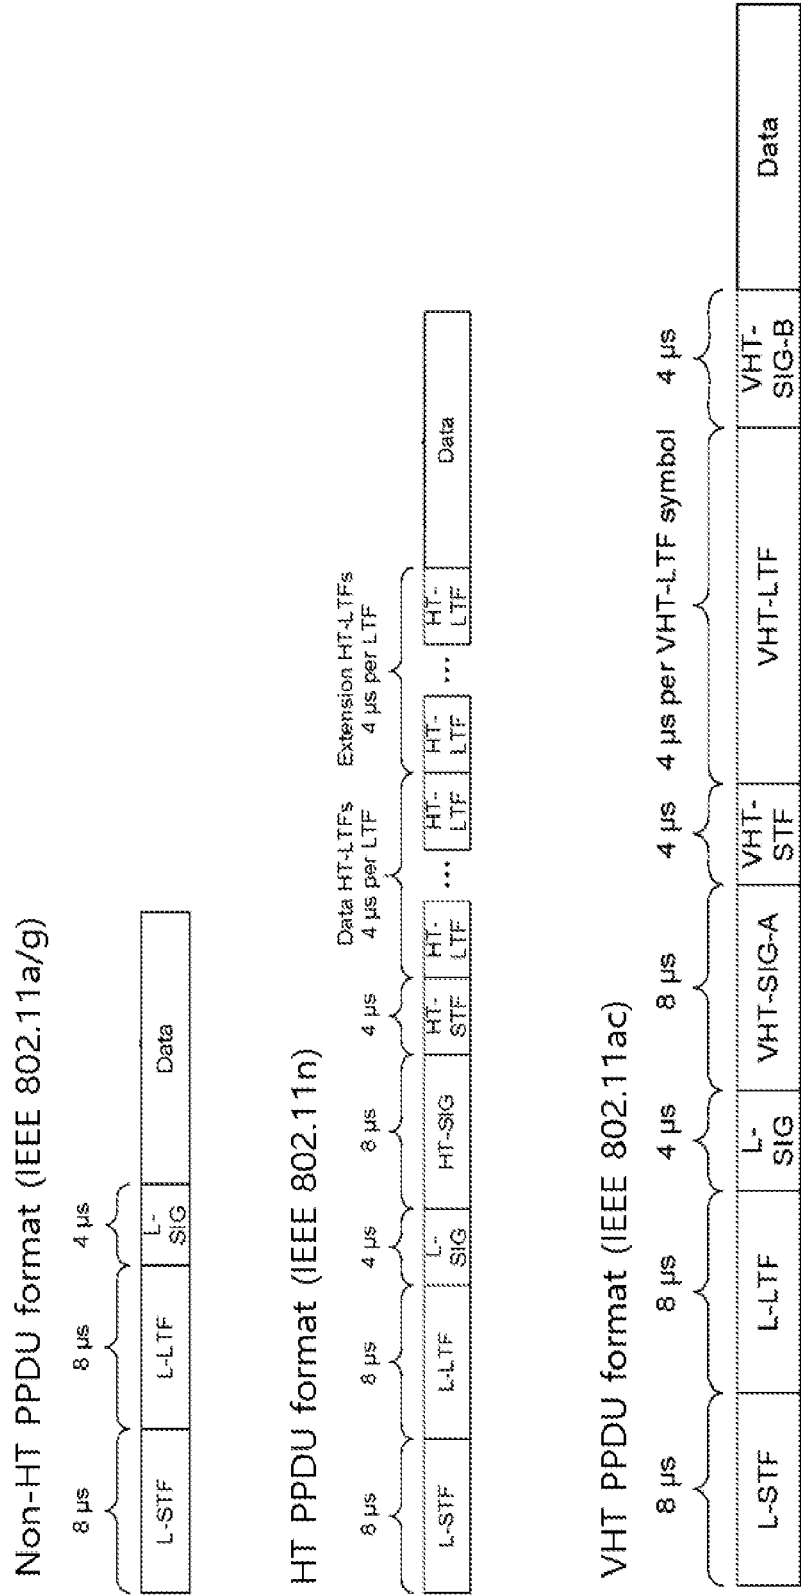 Non-HT PPDU format (IEEE 802.11a/g)
8 µs 8 µs 4 µs
L-STF L-LTF L- SIG Data
HT PPDU format (IEEE 802.11n)
Data HT-LTFs Extension HT-LTFs
8 µs 8 µs 4 µs 8 µs 4 µs 4 µs per LTF 4 µs per LTF
L-STF L-LTF L- SIG HT-SIG HT- STF HT- LTF ... HT- LTF HT- LTF ... HT- LTF Data
VHT PPDU format (IEEE 802.11ac)
8 µs 8 µs 4 µs 8 µs 4 µs 4 µs per VHT-LTF symbol 4 µs
L-STF L-LTF L- SIG VHT-SIG-A VHT- STF VHT-LTF VHT- SIG-B Data